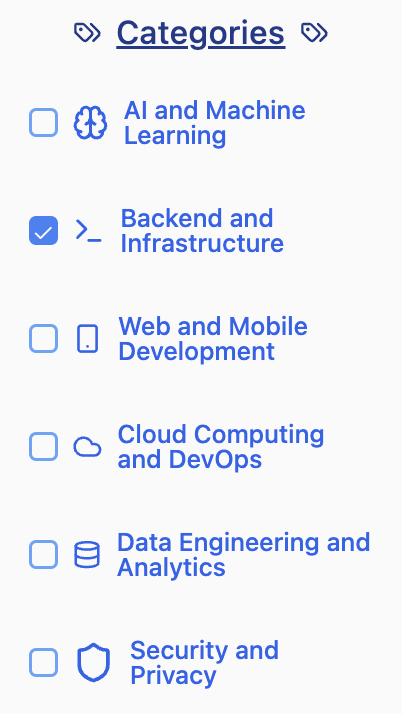 Categories
AI and Machine
Learning
Backend and
Infrastructure
Web and Mobile
Development
Cloud Computing
and DevOps
Data Engineering and
Analytics
Security and
Privacy